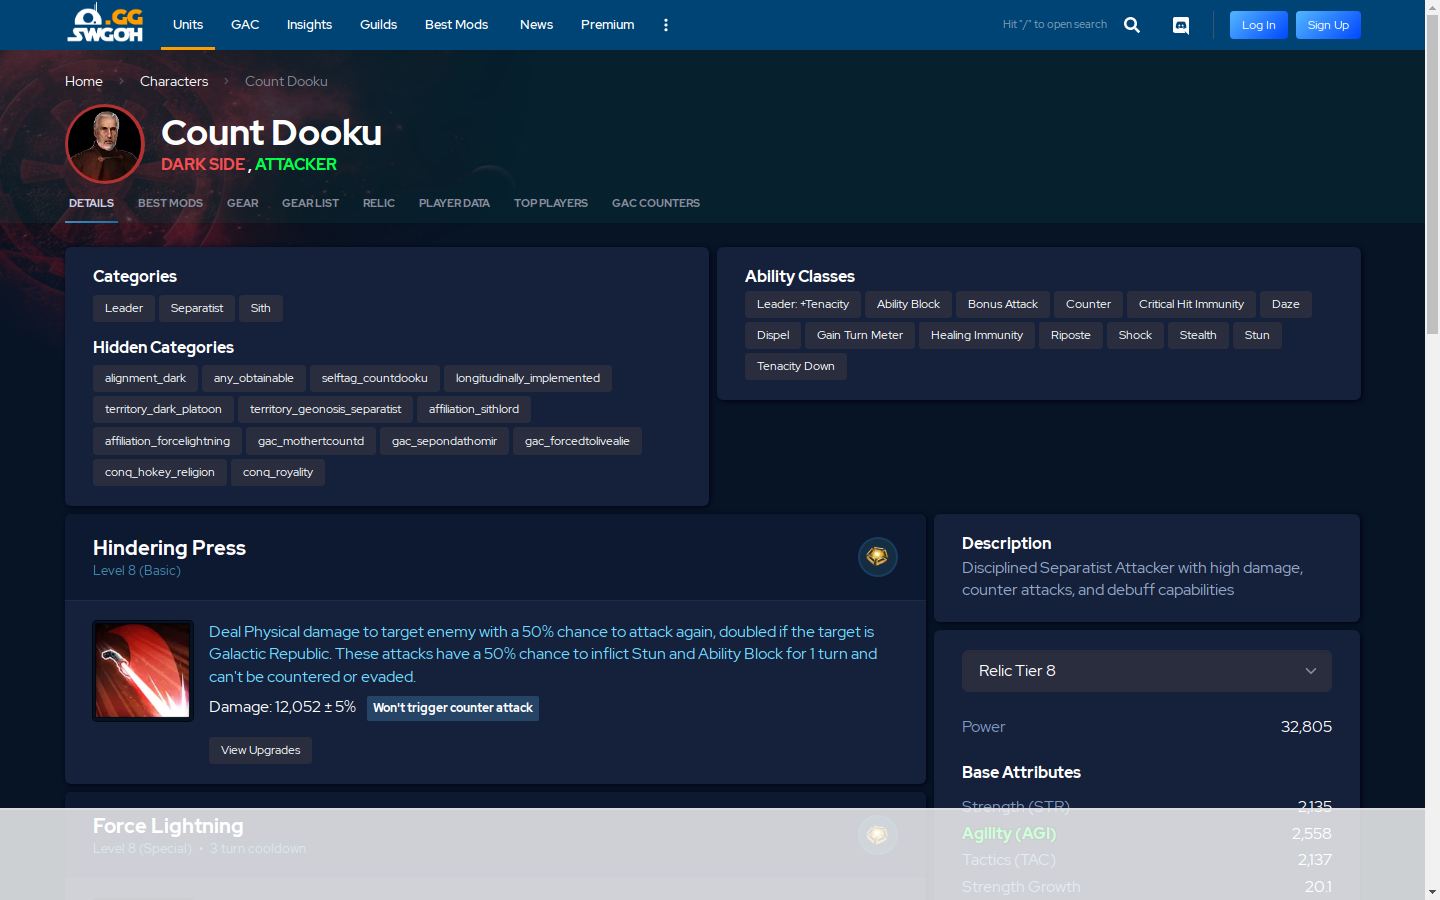 .GG
SWGOH
Units
GAC
Insights
Guilds
Best Mods
News
Premium
Hit "/" to open search
Log In
Sign Up
Home
Characters
Count Dooku
Count Dooku
DARK SIDE , ATTACKER
DETAILS
BEST MODS
GEAR
GEAR LIST
RELIC
PLAYER DATA
TOP PLAYERS
GAC COUNTERS
Categories
Leader
Separatist
Sith
Hidden Categories
alignment_dark
any_obtainable
selftag_countdooku
longitudinally_implemented
territory_dark_platoon
territory_geonosis_separatist
affiliation_sithlord
affiliation_forcelightning
gac_mothertcountd
gac_sepondathomir
gac_forcedtolivealie
conq_hokey_religion
conq_royality
Ability Classes
Leader: +Tenacity
Ability Block
Bonus Attack
Counter
Critical Hit Immunity
Daze
Dispel
Gain Turn Meter
Healing Immunity
Riposte
Shock
Stealth
Stun
Tenacity Down
Hindering Press
Level 8 (Basic)
Deal Physical damage to target enemy with a 50% chance to attack again, doubled if the target is
Galactic Republic. These attacks have a 50% chance to inflict Stun and Ability Block for 1 turn and
can't be countered or evaded.
Damage: 12,052 ± 5% Won't trigger counter attack
View Upgrades
Force Lightning
Level 8 (Special) • 3 turn cooldown
Description
Disciplined Separatist Attacker with high damage,
counter attacks, and debuff capabilities
Relic Tier 8
Power 32,805
Base Attributes
Strength (STR) 2,135
Agility (AGI) 2,558
Tactics (TAC) 2,137
Strength Growth 20.1